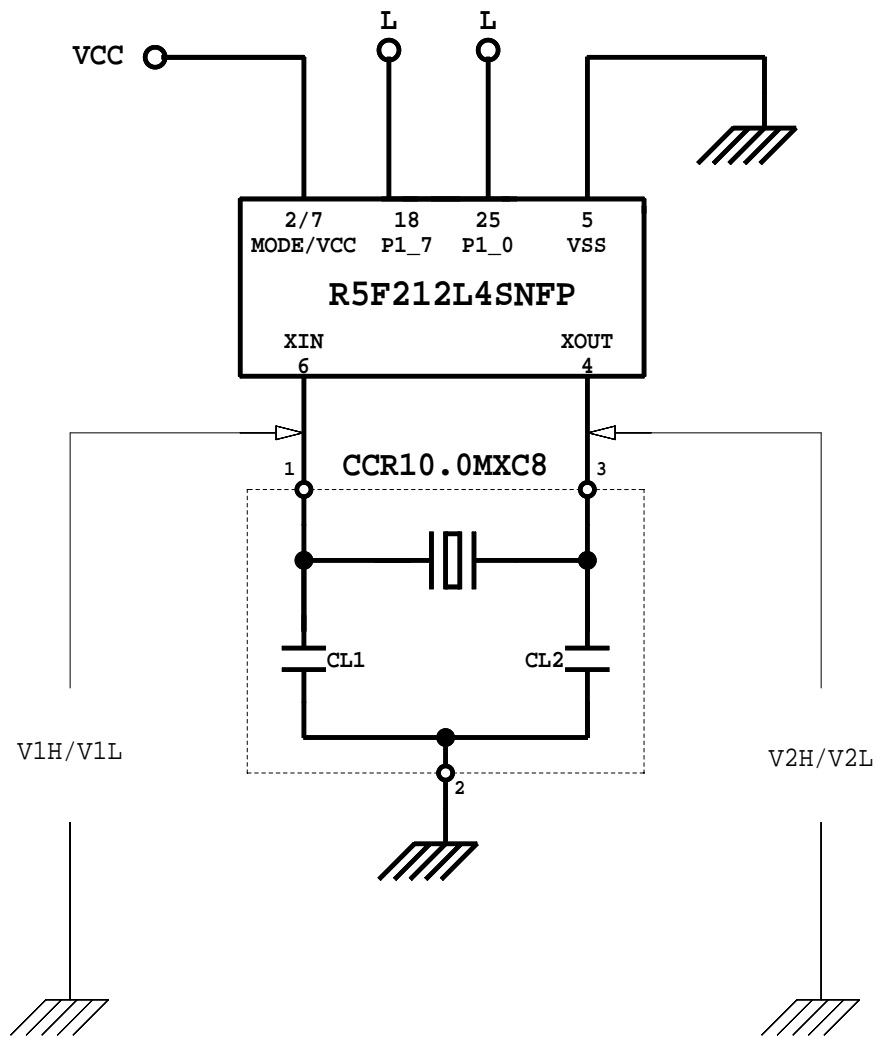 L L
VCC
2/7 18 25 5
MODE/VCC P1_7 P1_0 VSS
R5F212L4SNFP
XIN XOUT
6 4
1 CCR10.0MXC8 3
CL1 CL2
V1H/V1L V2H/V2L
2